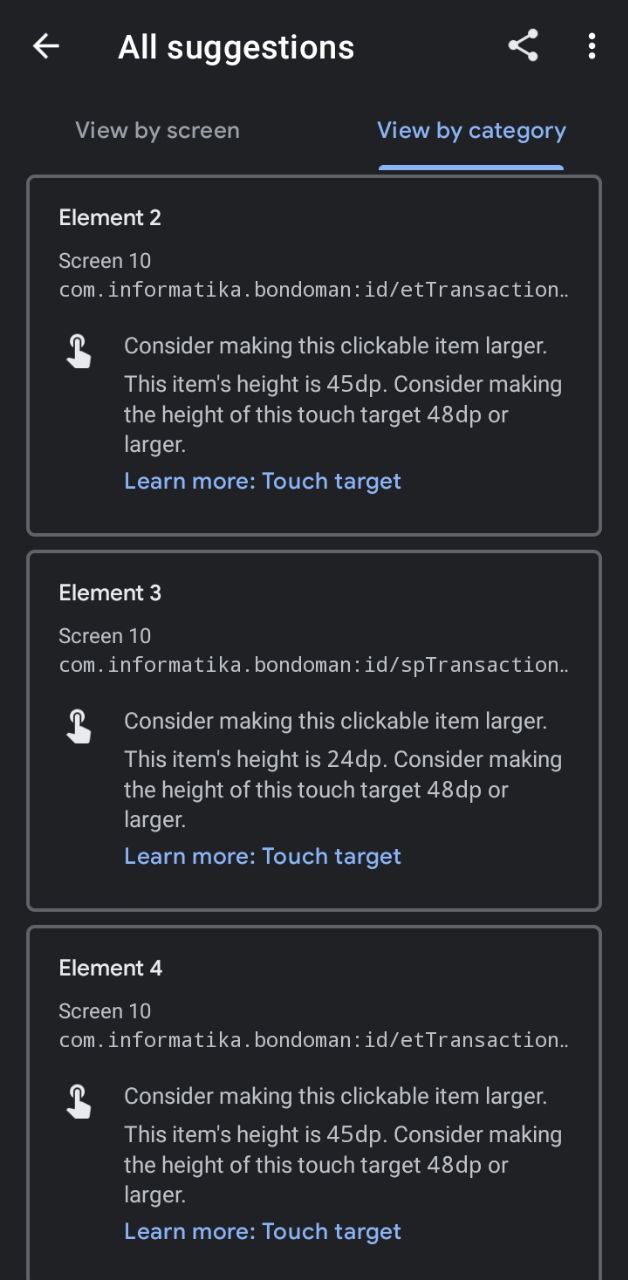 All suggestions
View by screen
View by category
Element 2
Screen 10
com.informatika.bondoman:id/etTransaction..
Consider making this clickable item larger.
This item's height is 45dp. Consider making
the height of this touch target 48dp or
larger.
Learn more: Touch target
Element 3
Screen 10
com.informatika.bondoman:id/spTransaction..
Consider making this clickable item larger.
This item's height is 24dp. Consider making
the height of this touch target 48dp or
larger.
Learn more: Touch target
Element 4
Screen 10
com.informatika.bondoman:id/etTransaction..
Consider making this clickable item larger.
This item's height is 45dp. Consider making
the height of this touch target 48dp or
larger.
Learn more: Touch target